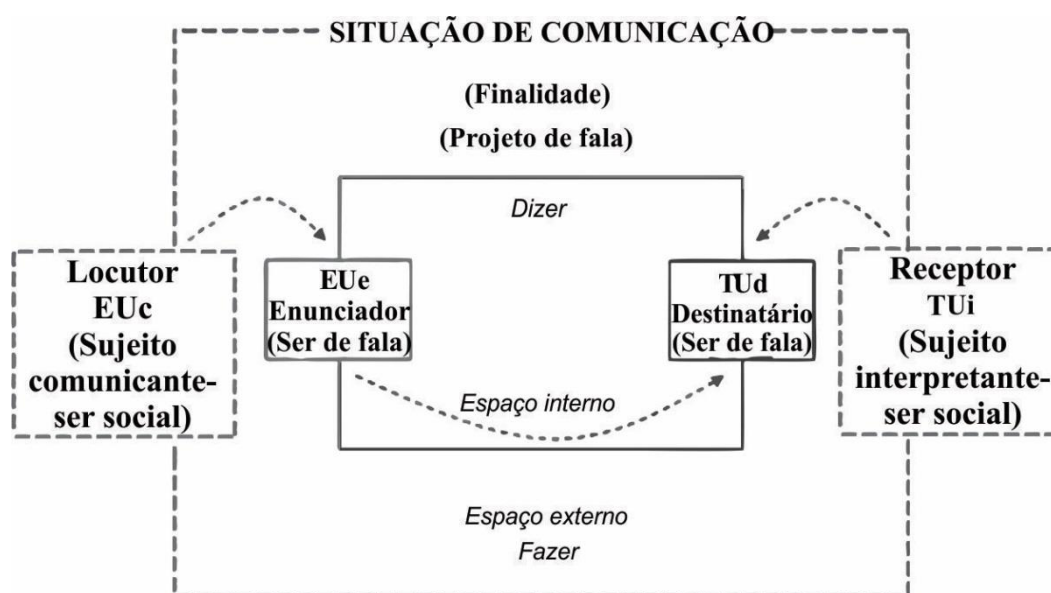 SITUAÇÃO DE COMUNICAÇÃO
(Finalidade)
(Projeto de fala)
Dizer
Locutor
EUc
(Sujeito
comunicante-
ser social)
EUe
Enunciador
(Ser de fala)
TUd
Destinatário
(Ser de fala)
Receptor
TUi
(Sujeito
interpretante-
ser social)
Espaço interno
Espaço externo
Fazer